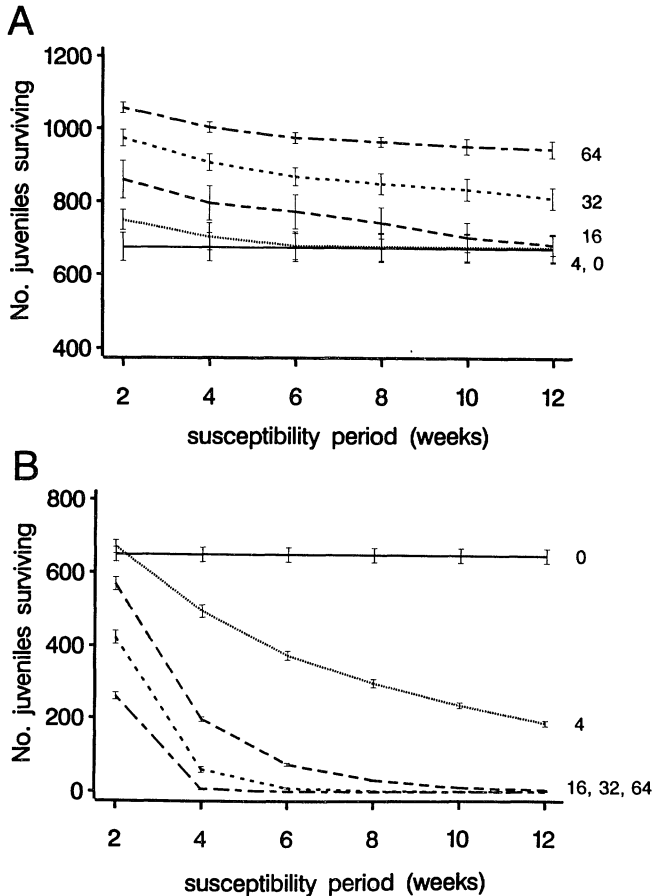 A
1200
1000
800
600
400
No. juveniles surviving
64
32
16
4, 0
2 4 6 8 10 12
susceptibility period (weeks)
B
800
600
400
200
0
No. juveniles surviving
0
4
16, 32, 64
2 4 6 8 10 12
susceptibility period (weeks)